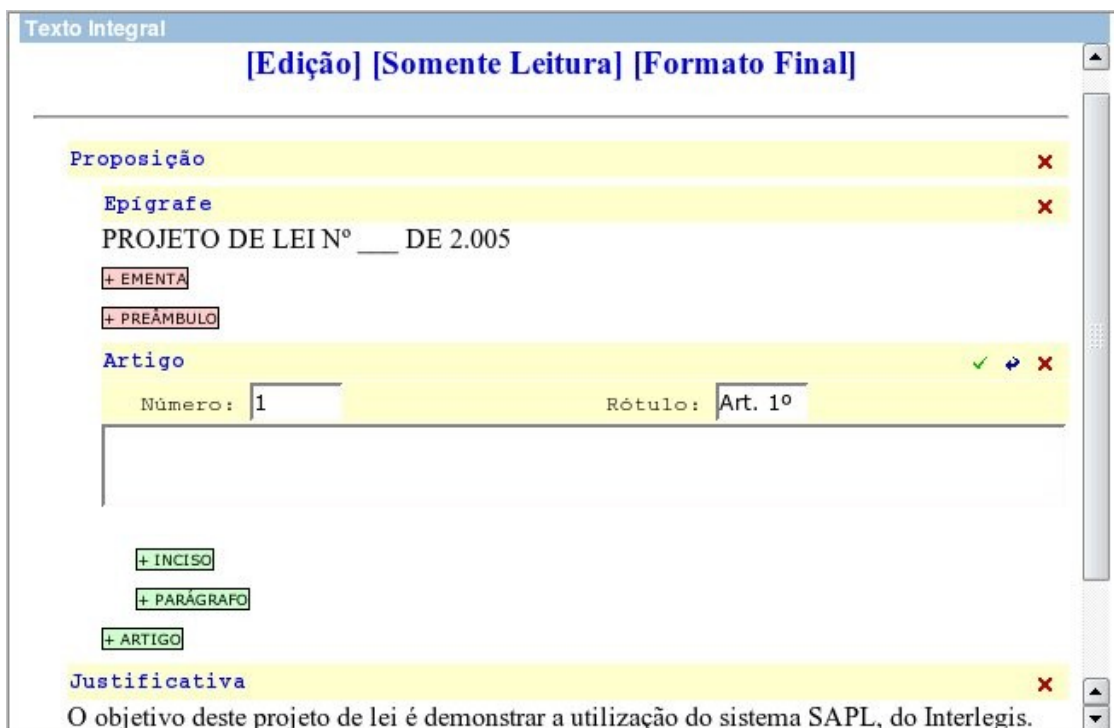 Texto Integral
[Edição] [Somente Leitura] [Formato Final]
Proposição
Epígrafe
PROJETO DE LEI Nº ___ DE 2.005
+ EMENTA
+ PREÂMBULO
Artigo
Número: 1 Rótulo: Art. 1º
+ INCISO
+ PARÁGRAFO
+ ARTIGO
Justificativa
O objetivo deste projeto de lei é demonstrar a utilização do sistema SAPL, do Interlegis.